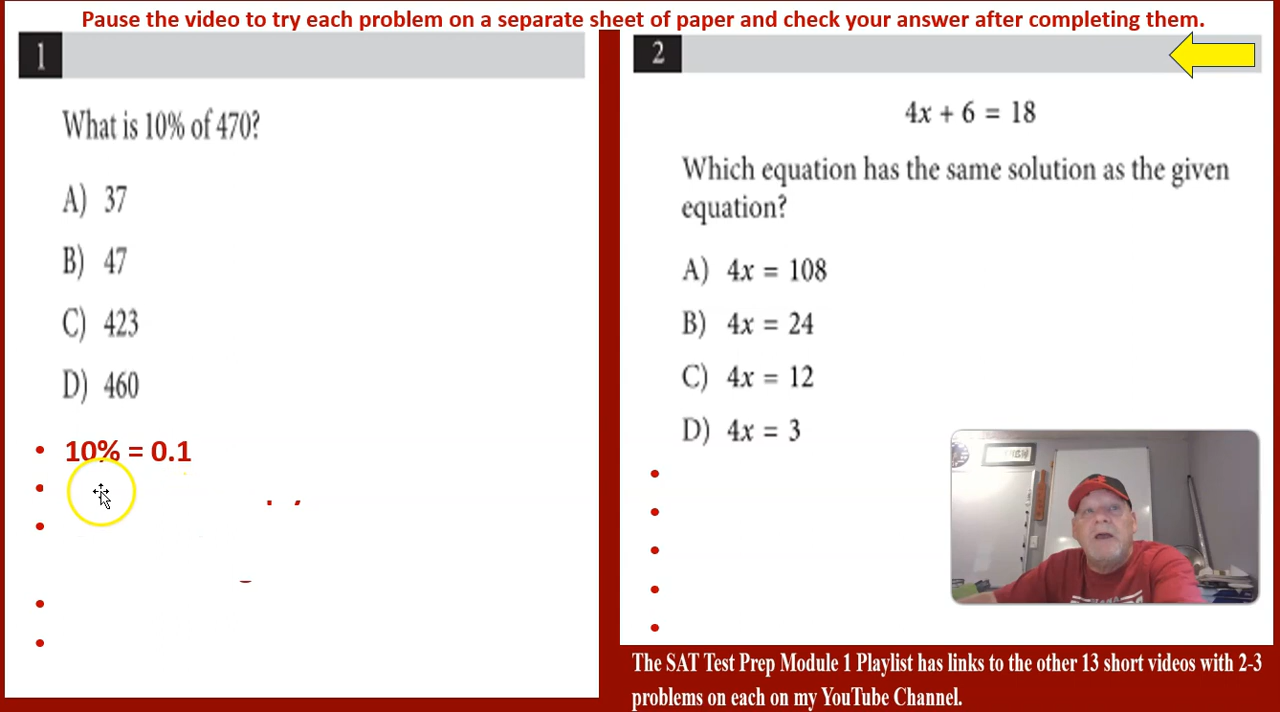 Pause the video to try each problem on a separate sheet of paper and check your answer after completing them.
1
What is 10% of 470?
A) 37
B) 47
C) 423
D) 460
• 10% = 0.1
2
4x + 6 = 18
Which equation has the same solution as the given
equation?
A) 4x = 108
B) 4x = 24
C) 4x = 12
D) 4x = 3
The SAT Test Prep Module 1 Playlist has links to the other 13 short videos with 2-3
problems on each on my YouTube Channel.